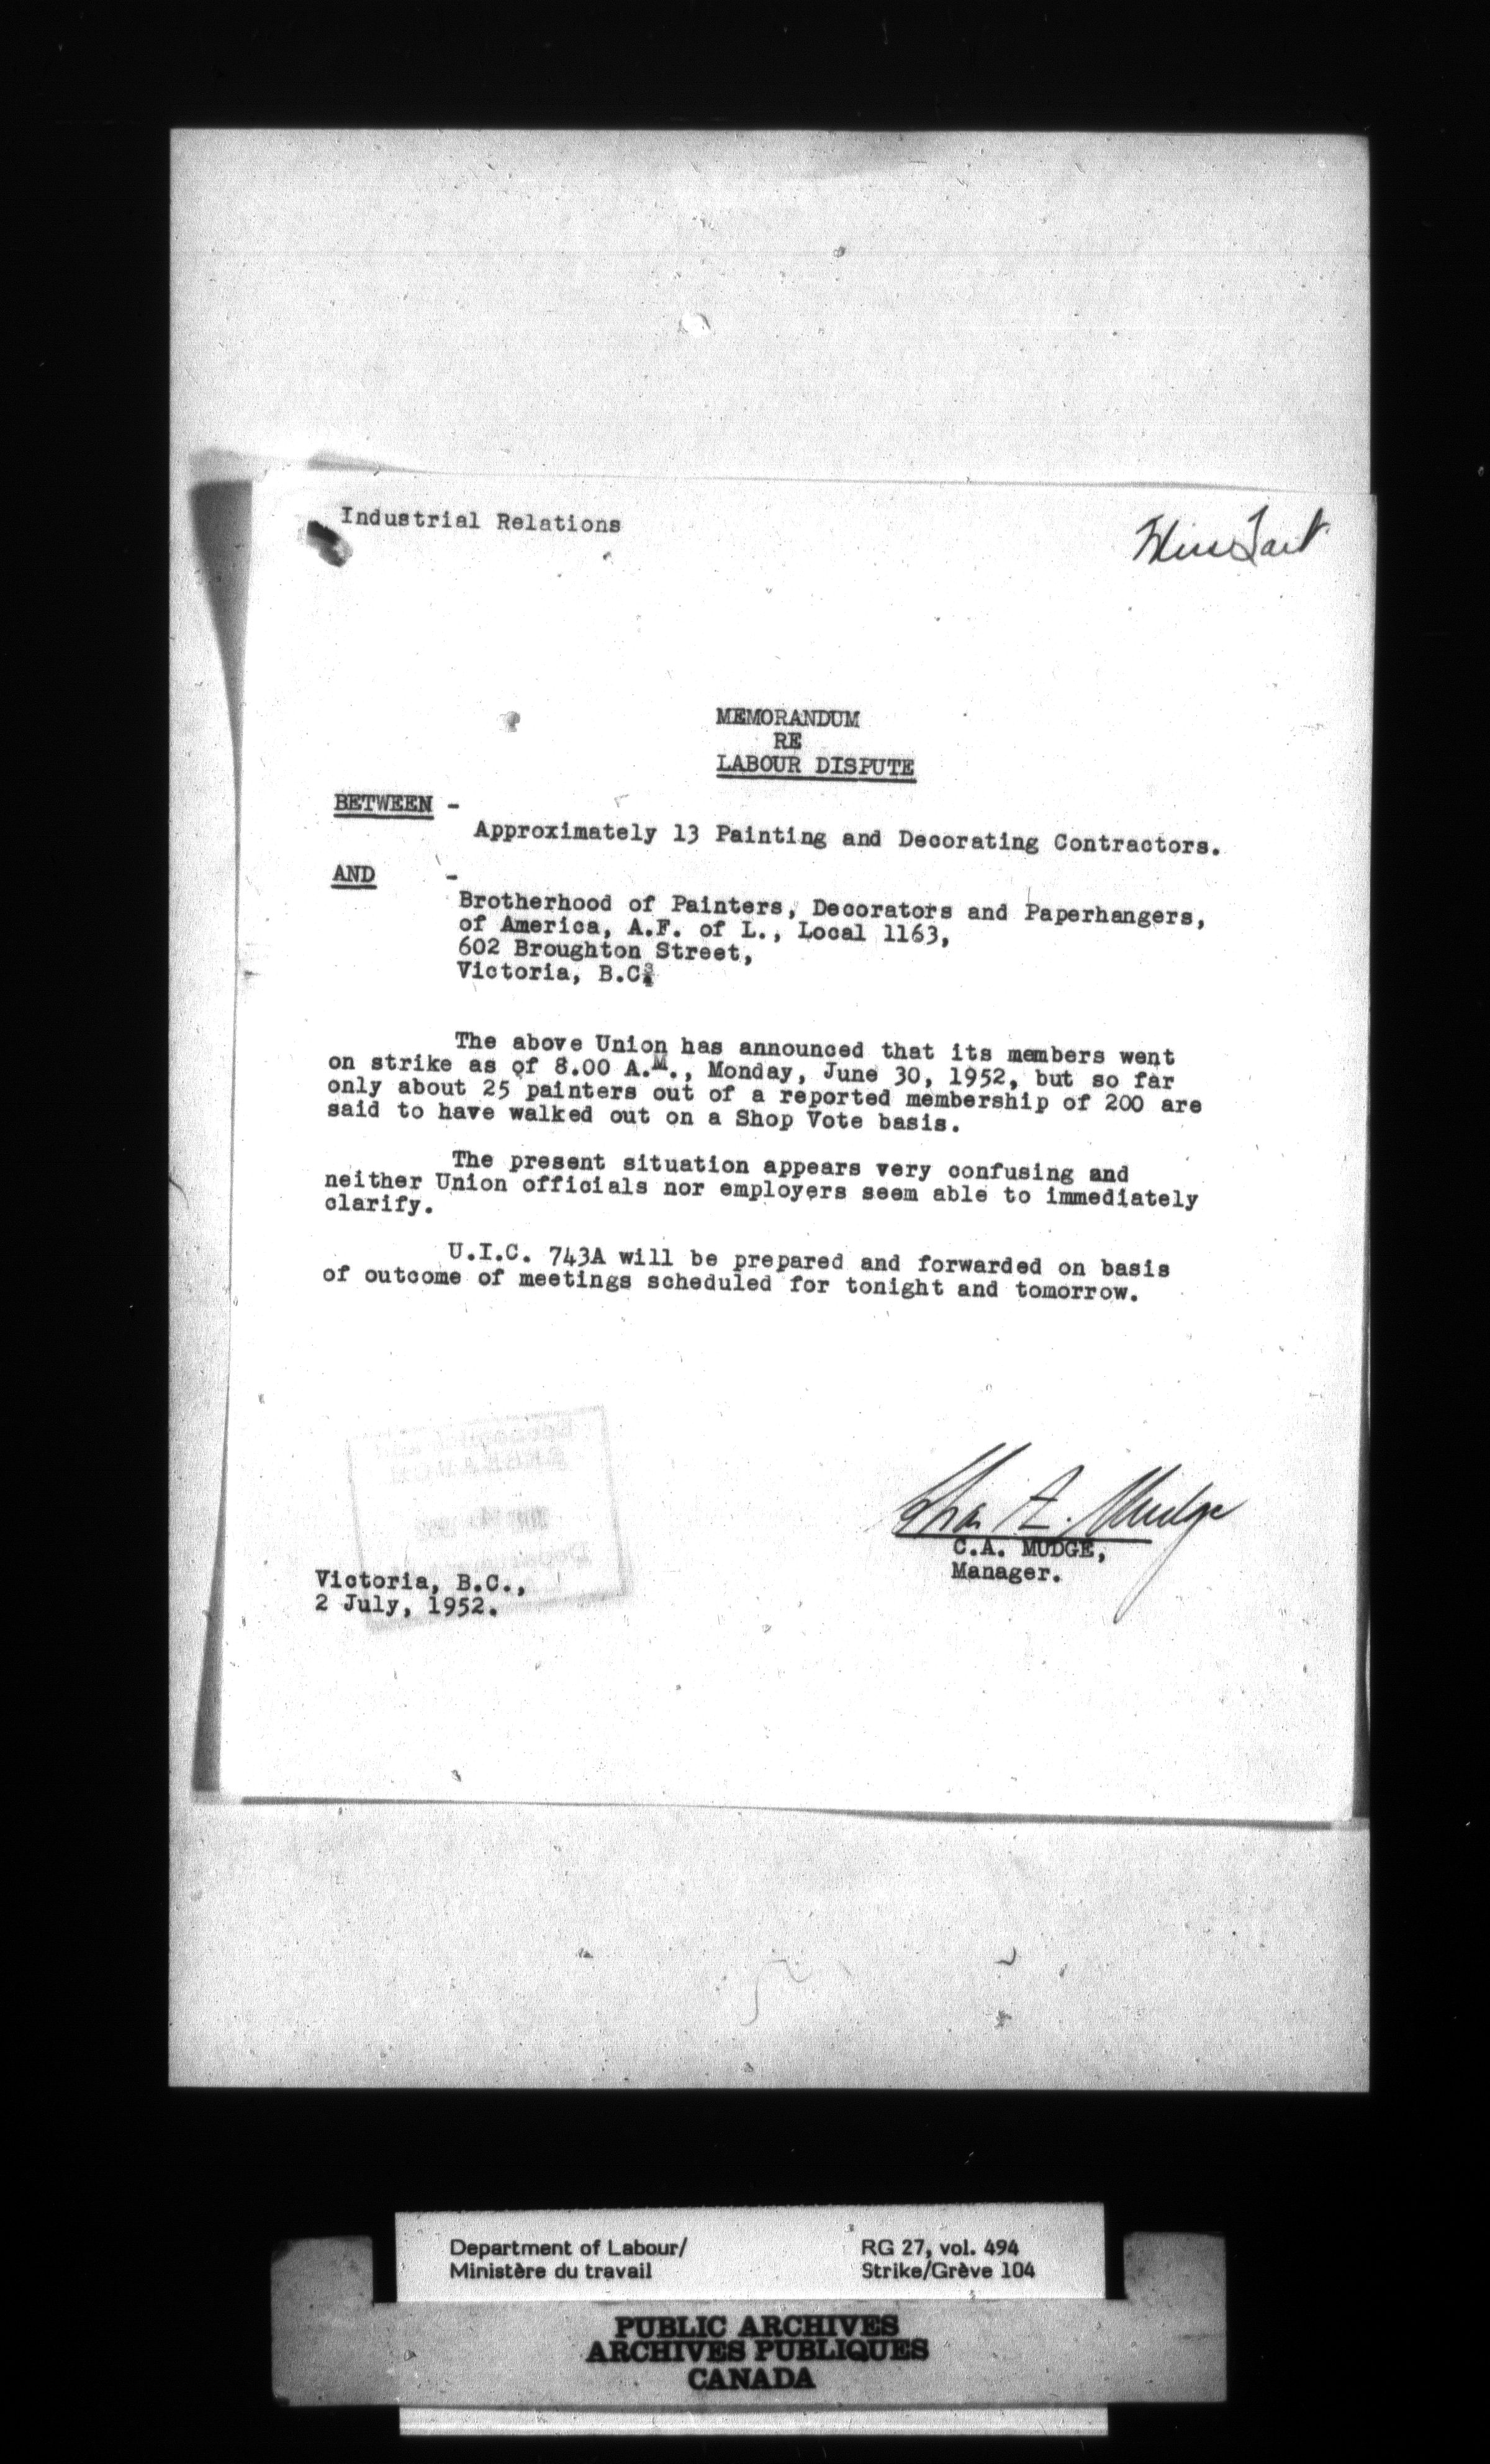 Industrial Relations
Miss Tait
MEMORANDUM
RE
LABOUR DISPUTE
BETWEEN -
Approximately 13 Painting and Decorating Contractors.
AND -
Brotherhood of Painters, Decorators and Paperhangers,
of America, A.F. of L., Local 1163,
602 Broughton Street,
Victoria, B.C.
The above Union has announced that its members went
on strike as of 8.00 A.M., Monday, June 30, 1952, but so far
only about 25 painters out of a reported membership of 200 are
said to have walked out on a Shop Vote basis.
The present situation appears very confusing and
neither Union officials nor employers seem able to immediately
clarify.
U.I.C. 743A will be prepared and forwarded on basis
of outcome of meetings scheduled for tonight and tomorrow.
Chas A. Mudge
C.A. MUDGE,
Manager.
Victoria, B.C.,
2 July, 1952.
Department of Labour/
Ministère du travail
RG 27, vol. 494
Strike/Grève 104
PUBLIC ARCHIVES
ARCHIVES PUBLIQUES
CANADA